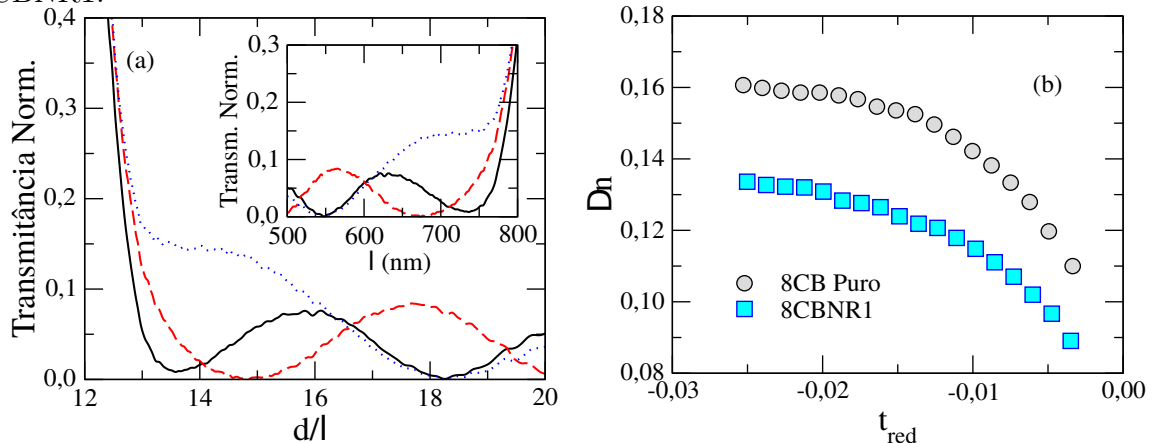 CBNR1.
(a)
Transmitância Norm.
0,4
0,3
0,2
0,1
0,0
12 14 16 18 20
d/l
Transm. Norm.
0,3
0,2
0,1
0,0
500 600 700 800
l (nm)
(b)
Dn
0,18
0,16
0,14
0,12
0,10
0,08
-0,03 -0,02 -0,01 0,00
t_red
8CB Puro
8CBNR1